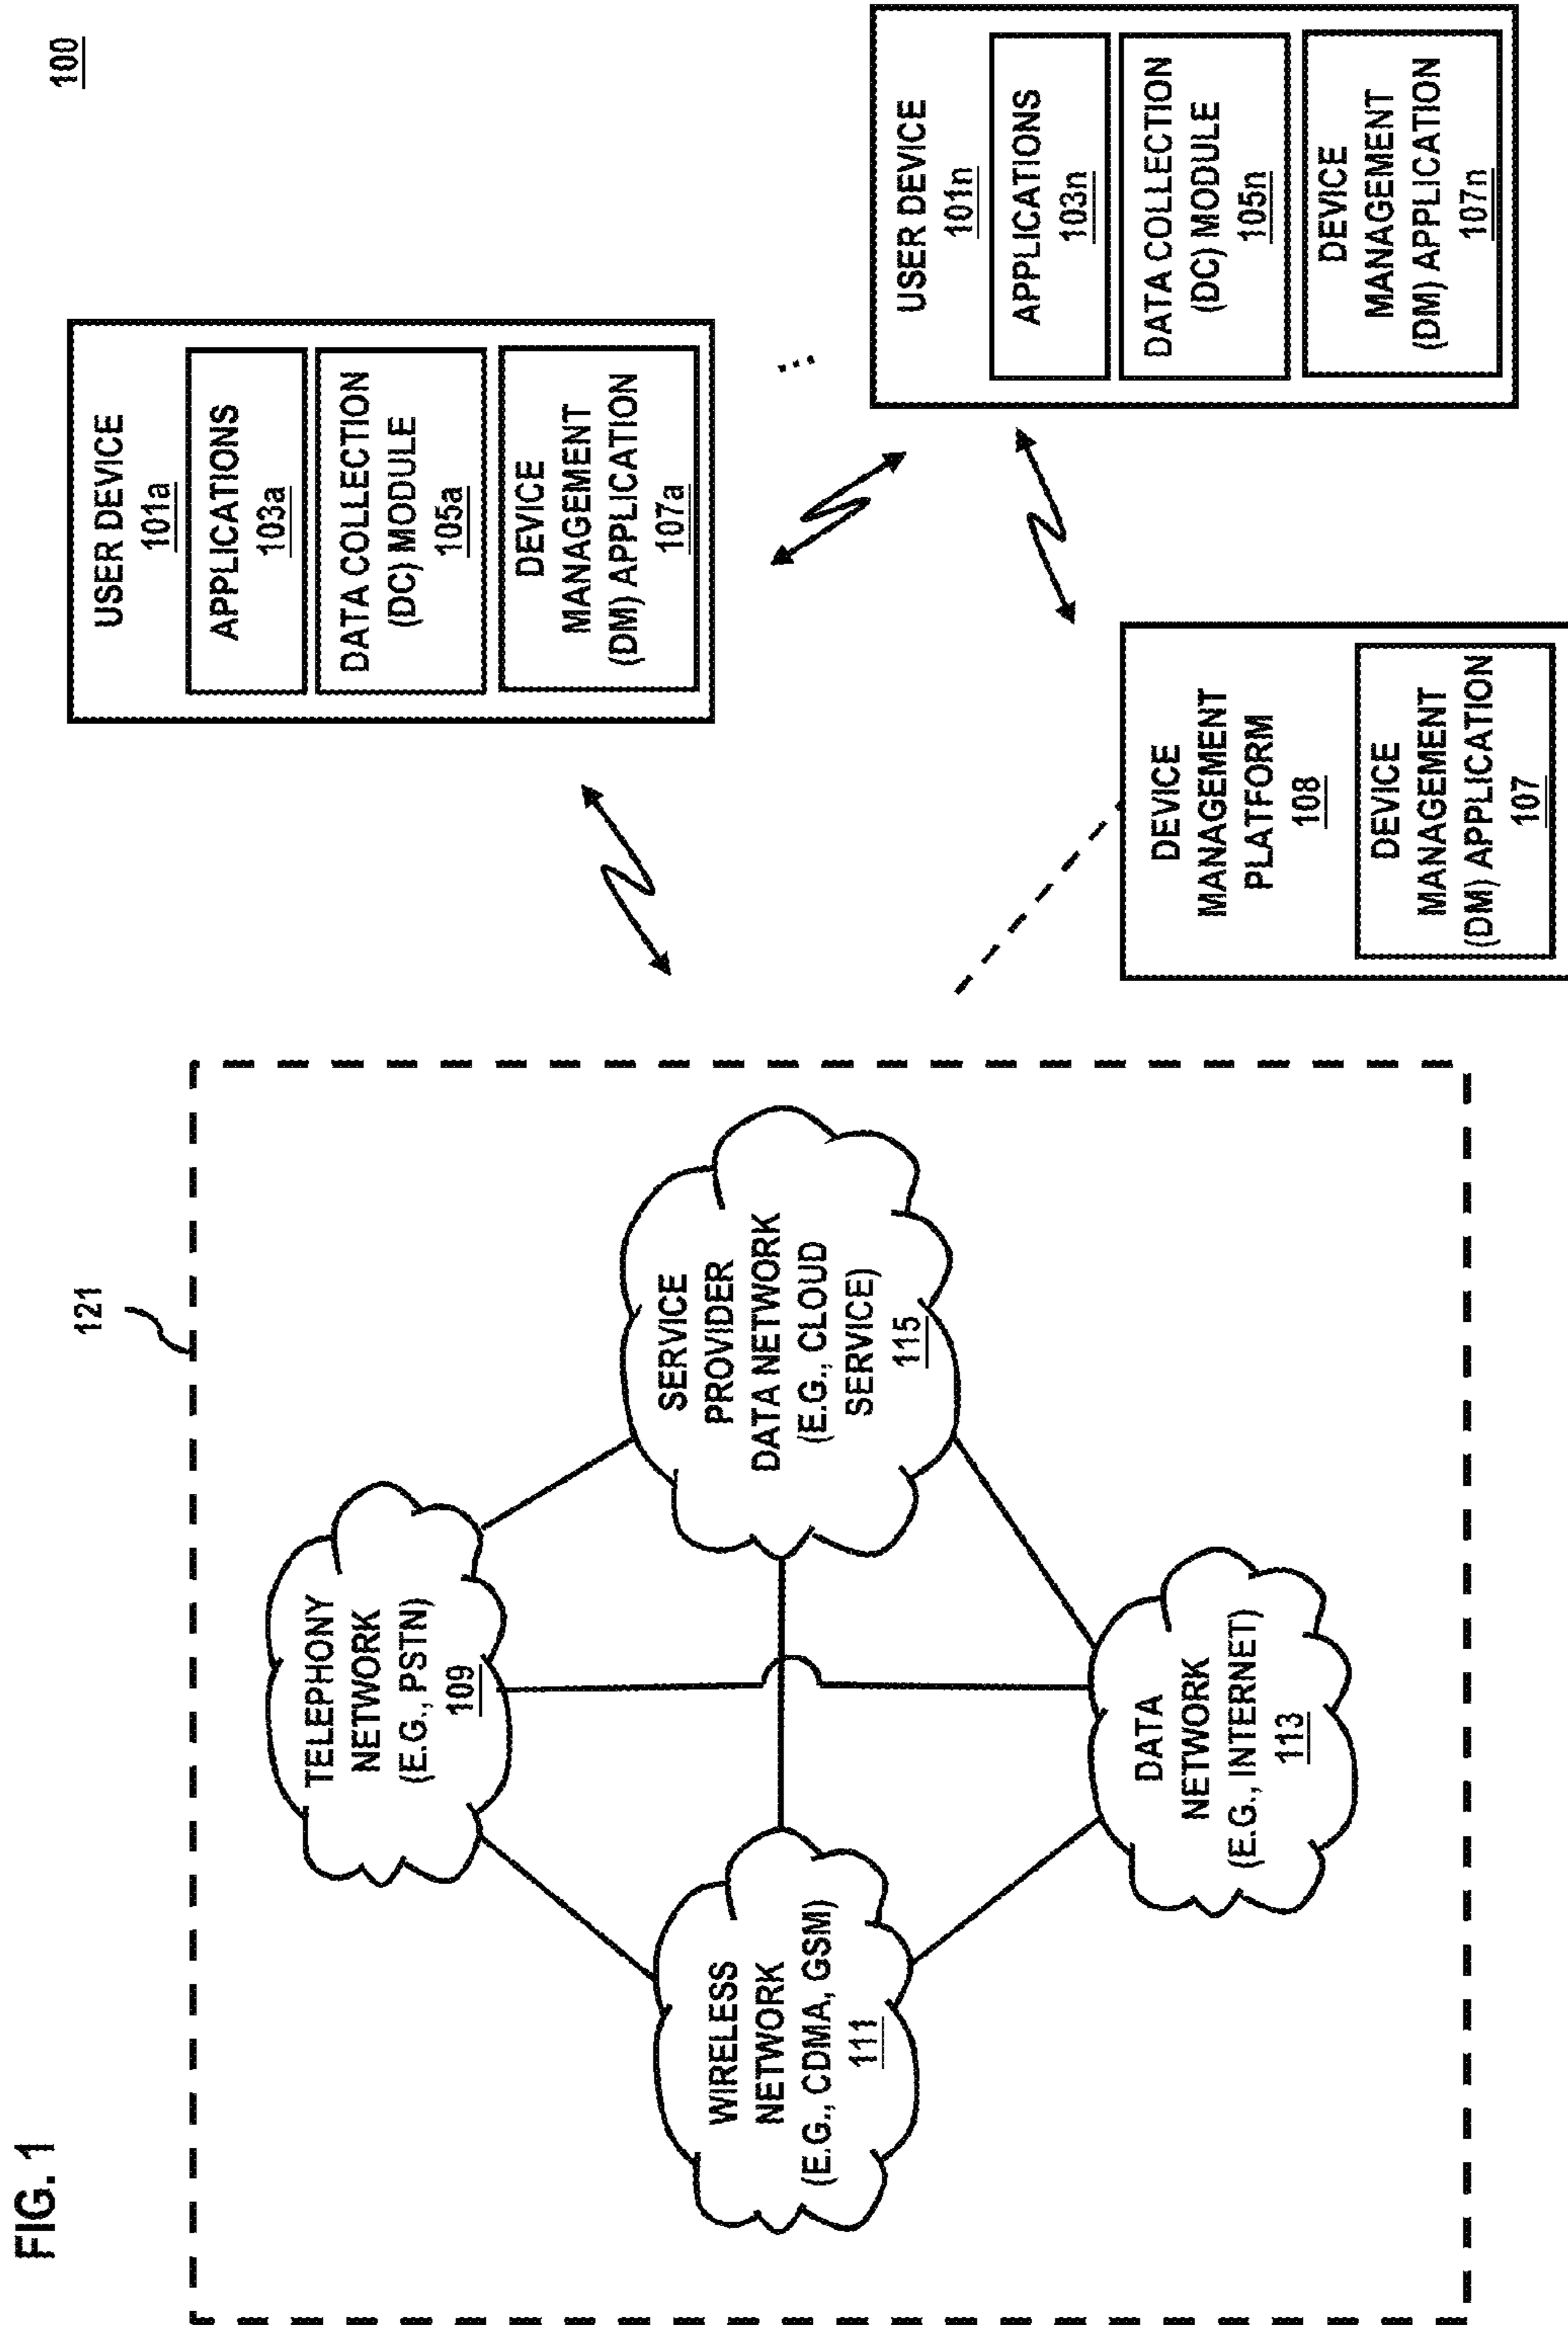 FIG. 1
100
121
TELEPHONY
NETWORK
(E.G., PSTN)
109
WIRELESS
NETWORK
(E.G., CDMA, GSM)
111
SERVICE
PROVIDER
DATA NETWORK
(E.G., CLOUD
SERVICE)
115
DATA
NETWORK
(E.G., INTERNET)
113
USER DEVICE
101a
APPLICATIONS
103a
DATA COLLECTION
(DC) MODULE
105a
DEVICE
MANAGEMENT
(DM) APPLICATION
107a
...
USER DEVICE
101n
APPLICATIONS
103n
DATA COLLECTION
(DC) MODULE
105n
DEVICE
MANAGEMENT
(DM) APPLICATION
107n
DEVICE
MANAGEMENT
PLATFORM
108
DEVICE
MANAGEMENT
(DM) APPLICATION
107